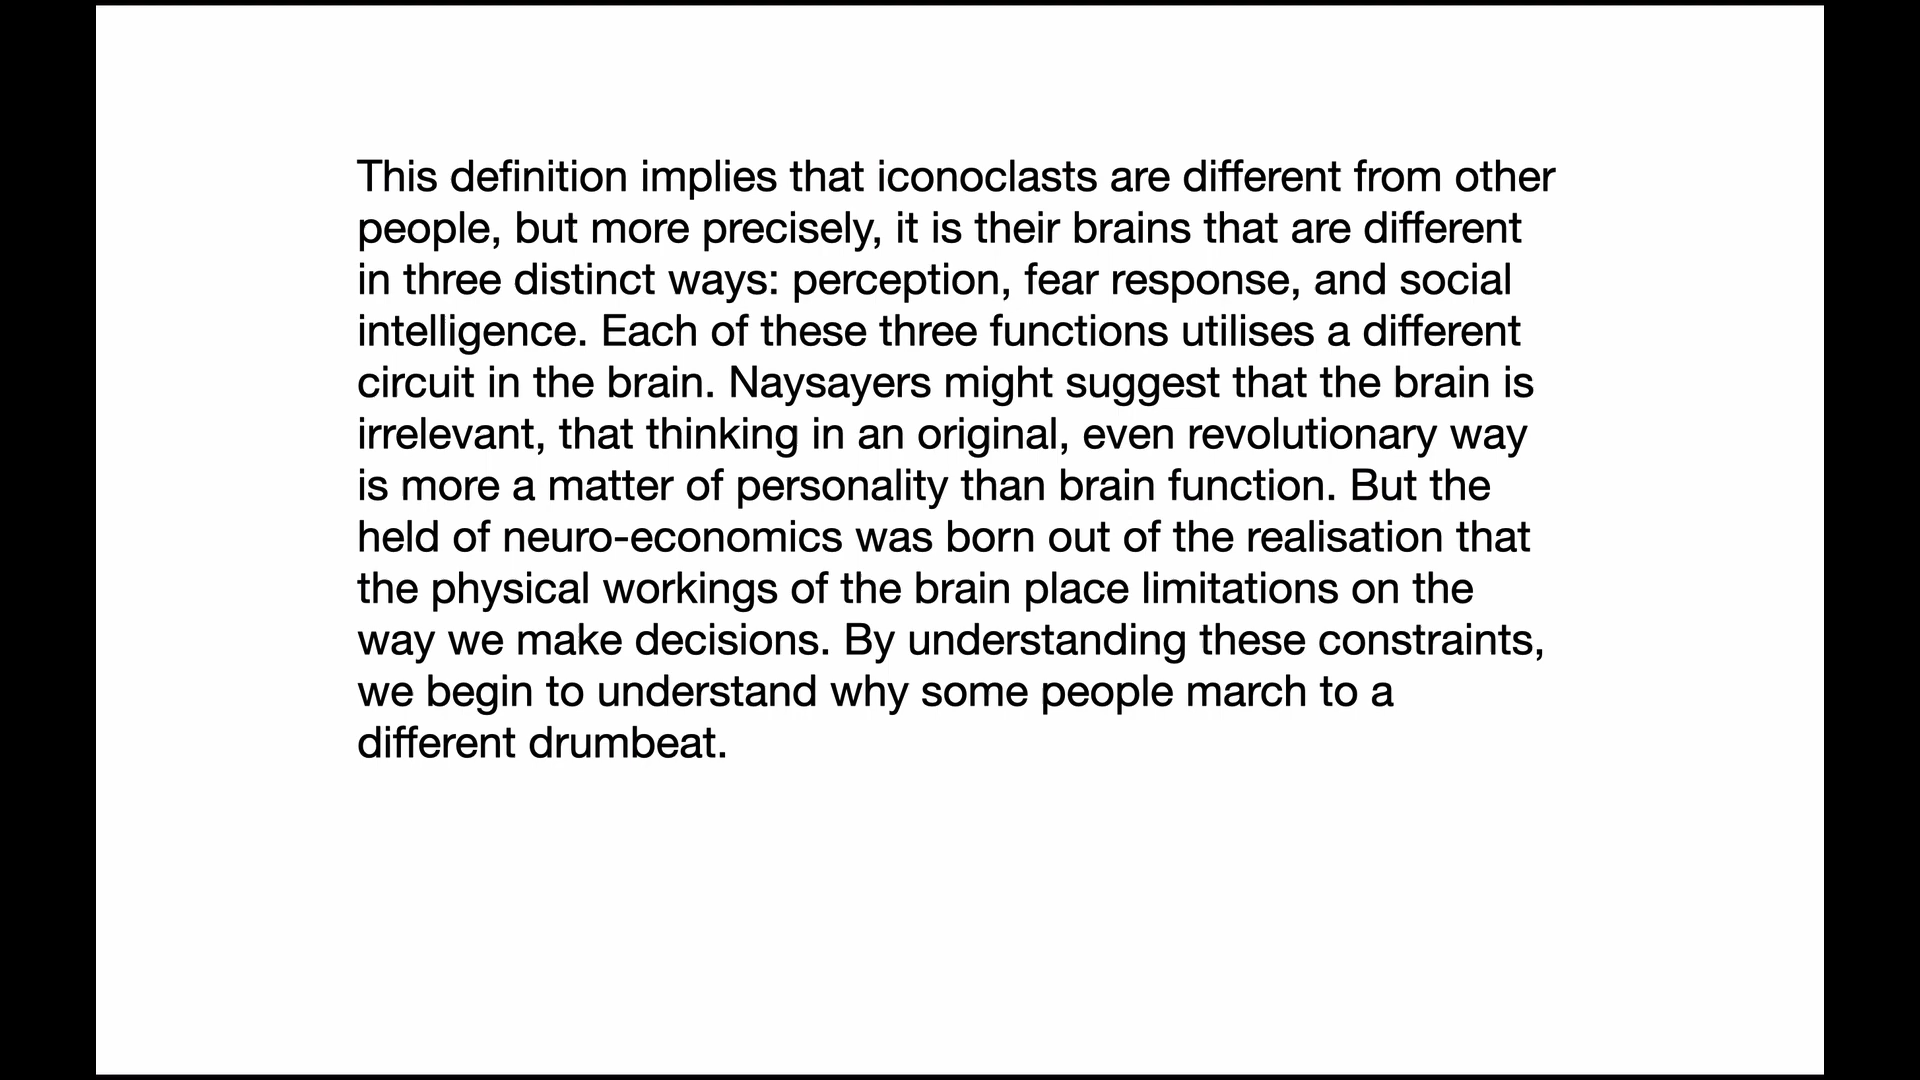 This definition implies that iconoclasts are different from other
people, but more precisely, it is their brains that are different
in three distinct ways: perception, fear response, and social
intelligence. Each of these three functions utilises a different
circuit in the brain. Naysayers might suggest that the brain is
irrelevant, that thinking in an original, even revolutionary way
is more a matter of personality than brain function. But the
held of neuro-economics was born out of the realisation that
the physical workings of the brain place limitations on the
way we make decisions. By understanding these constraints,
we begin to understand why some people march to a
different drumbeat.